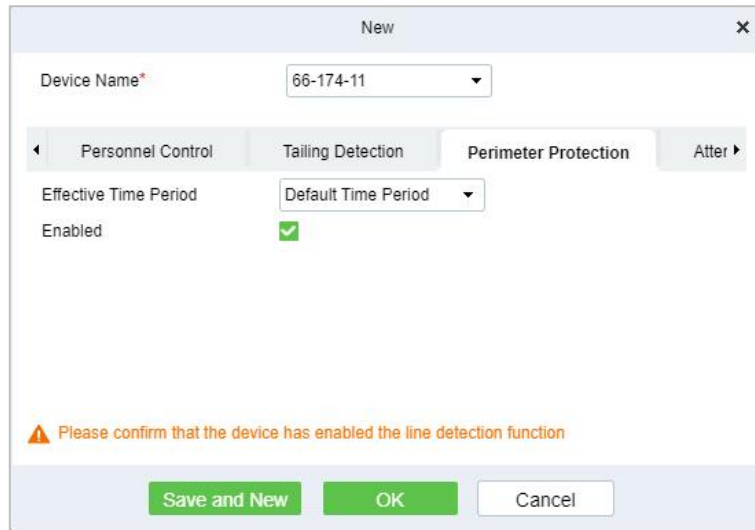 New
Device Name* 66-174-11
Personnel Control Tailing Detection Perimeter Protection Atter
Effective Time Period Default Time Period
Enabled
Please confirm that the device has enabled the line detection function
Save and New OK Cancel